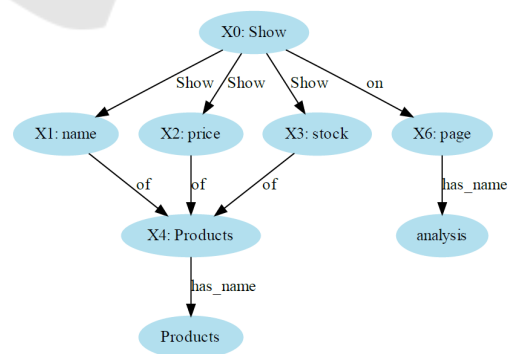 X0: Show
Show
Show
Show
on
X1: name
X2: price
X3: stock
X6: page
of
of
of
has_name
X4: Products
analysis
has_name
Products